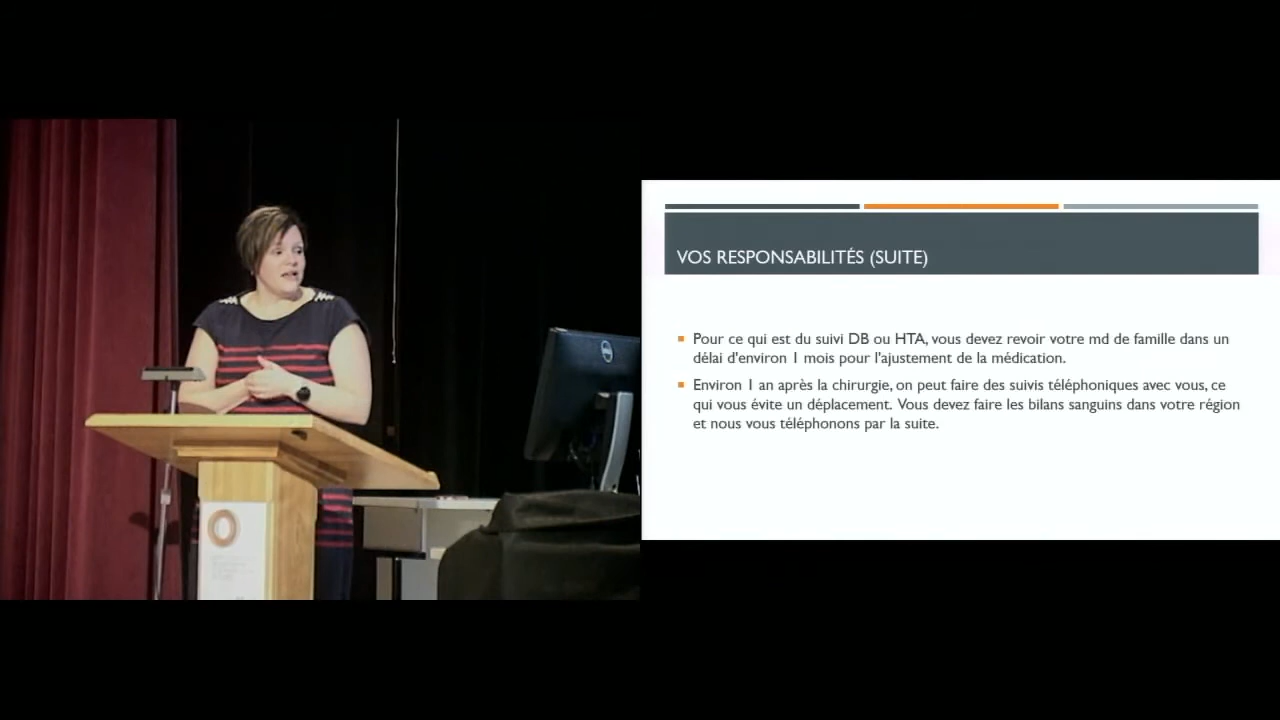 VOS RESPONSABILITÉS (SUITE)
Pour ce qui est du suivi DB ou HTA, vous devez revoir votre md de famille dans un
délai d'environ 1 mois pour l'ajustement de la médication.
Environ 1 an après la chirurgie, on peut faire des suivis téléphoniques avec vous, ce
qui vous évite un déplacement. Vous devez faire les bilans sanguins dans votre région
et nous vous téléphonons par la suite.